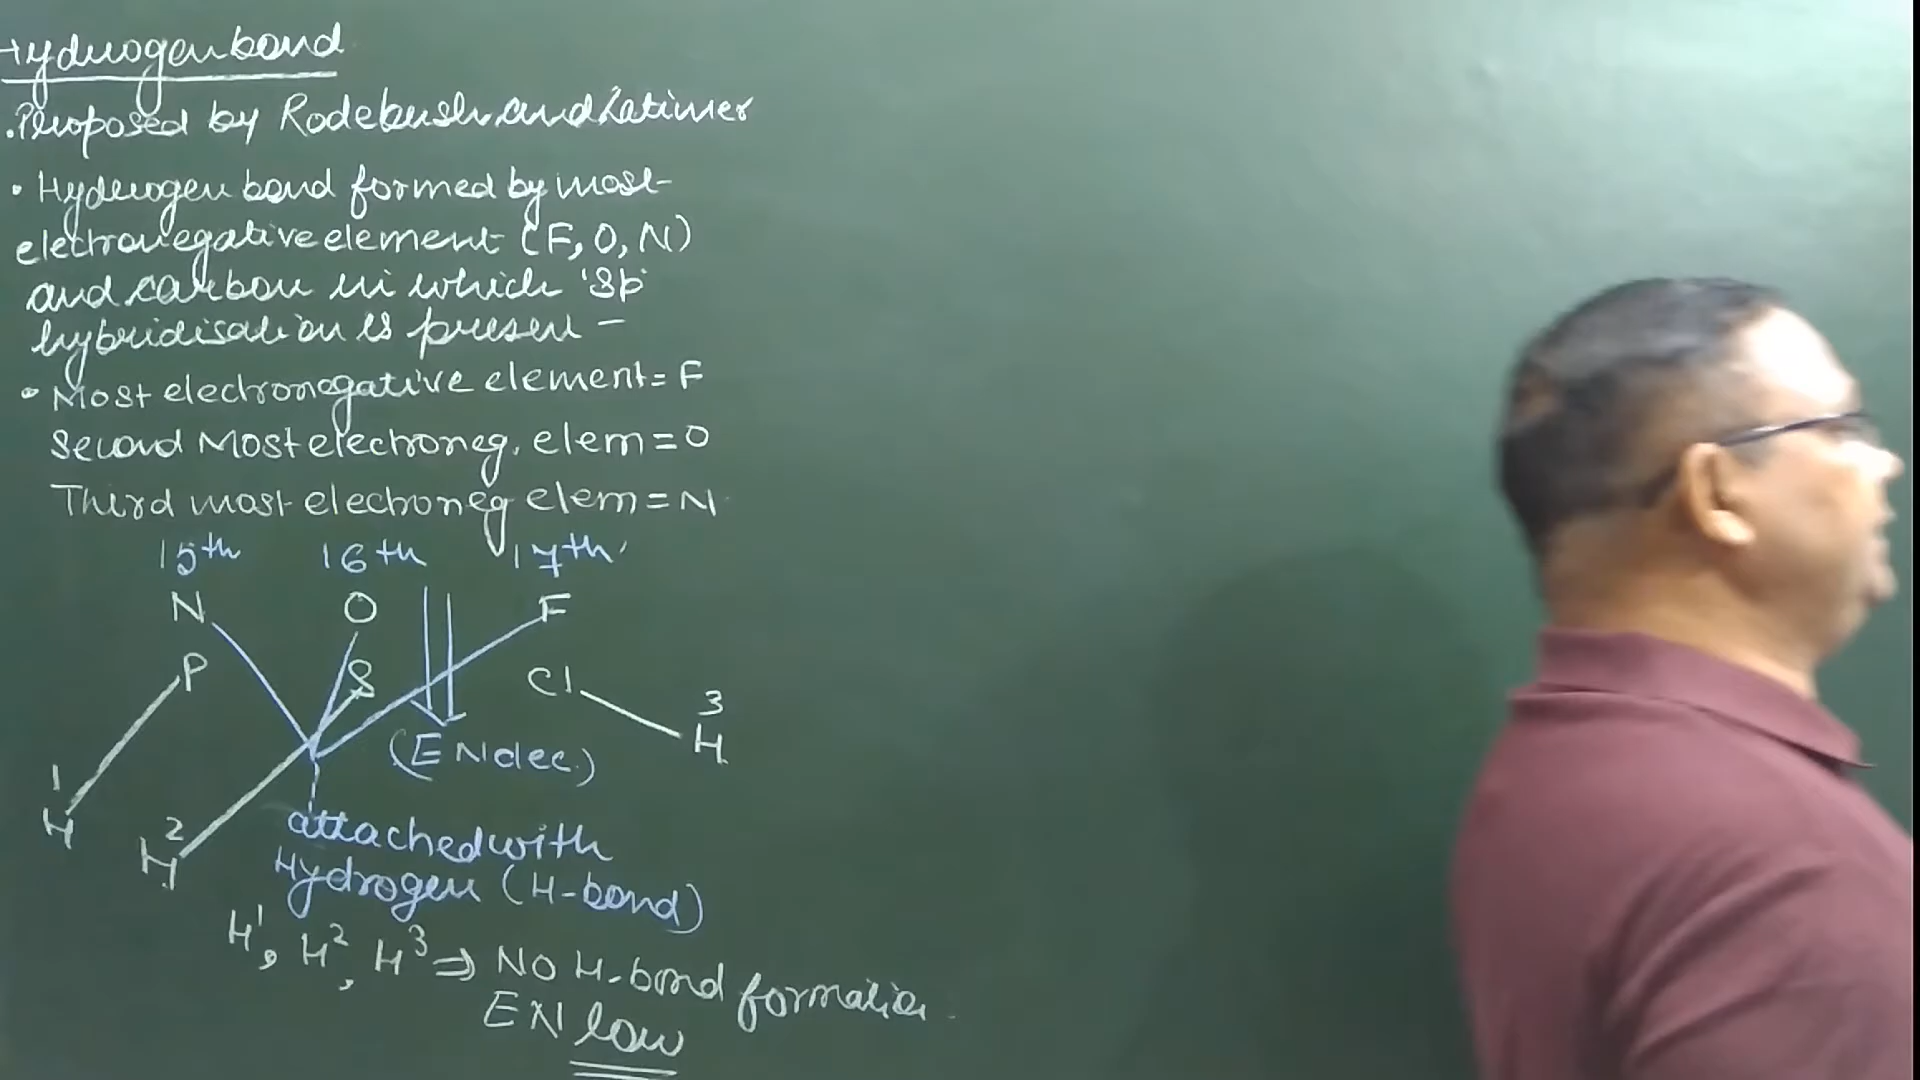 Hydrogen bond
. Proposed by Rodebush and Latimer
• Hydrogen bond formed by most
electronegative element (F, O, N)
and carbon in which 'Sp'
hybridisation is present -
• Most electronegative element = F
Second Most electroneg. elem = O
Third most electroneg elem = N
15th 16th 17th
N O F
P S Cl
3
H
(EN dec.)
1
H
2
H
attached with
Hydrogen (H-bond)
H¹, H², H³ ⇒ NO H-bond formation
EN low